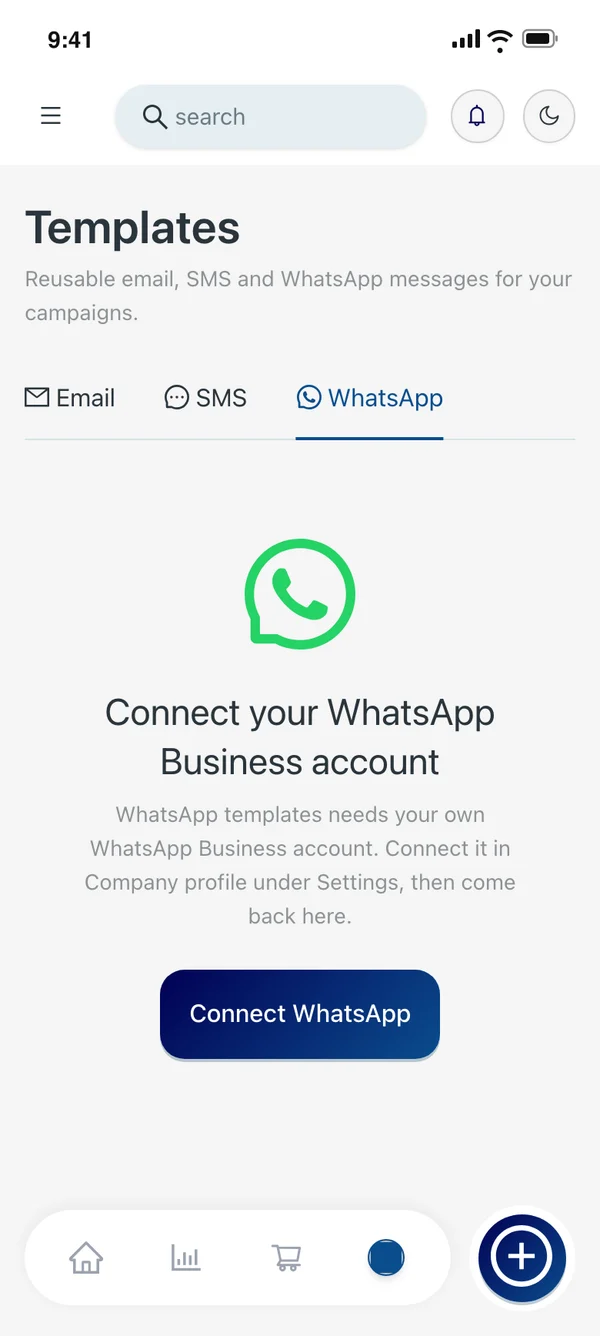 9:41
search
Templates
Reusable email, SMS and WhatsApp messages for your
campaigns.
Email SMS WhatsApp
Connect your WhatsApp
Business account
WhatsApp templates needs your own
WhatsApp Business account. Connect it in
Company profile under Settings, then come
back here.
Connect WhatsApp